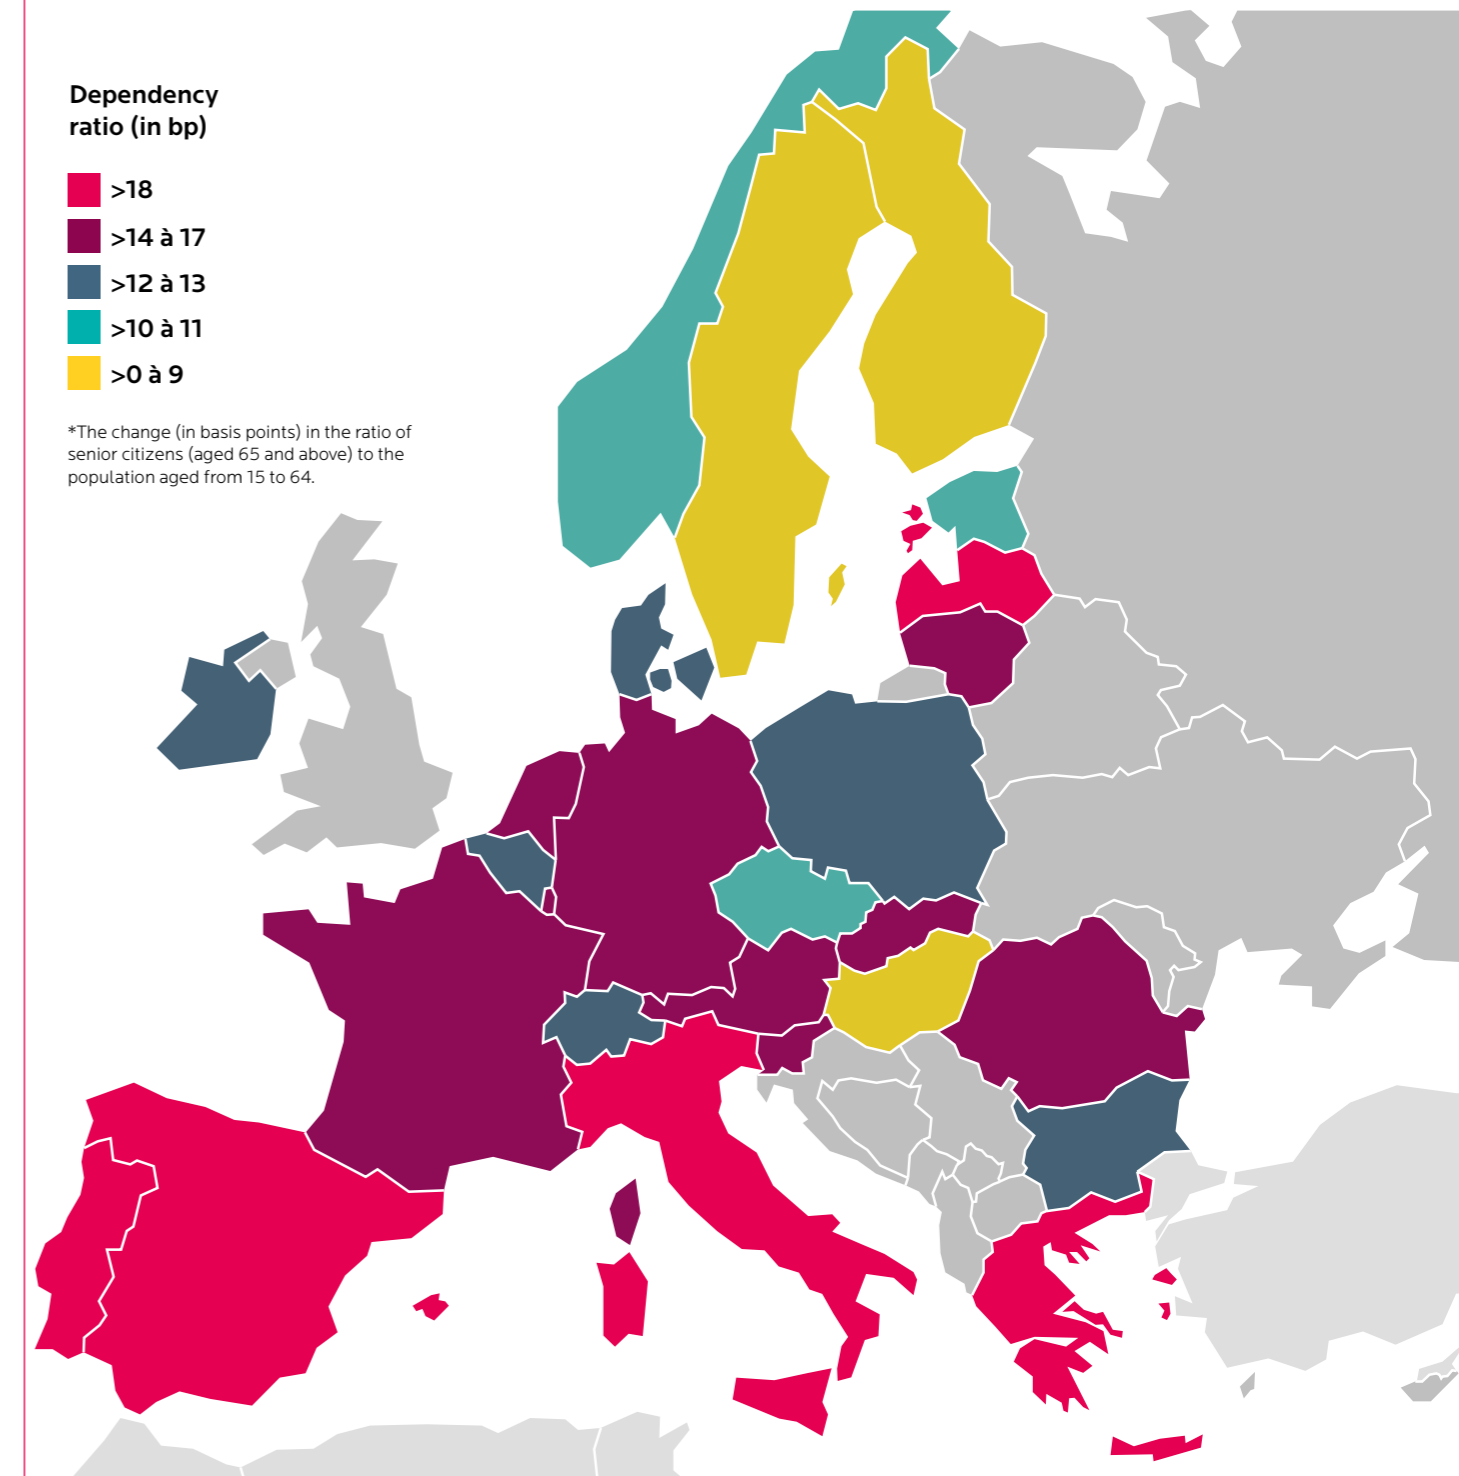 Dependency
ratio (in bp)
>18
>14 à 17
>12 à 13
>10 à 11
>0 à 9
*The change (in basis points) in the ratio of
senior citizens (aged 65 and above) to the
population aged from 15 to 64.